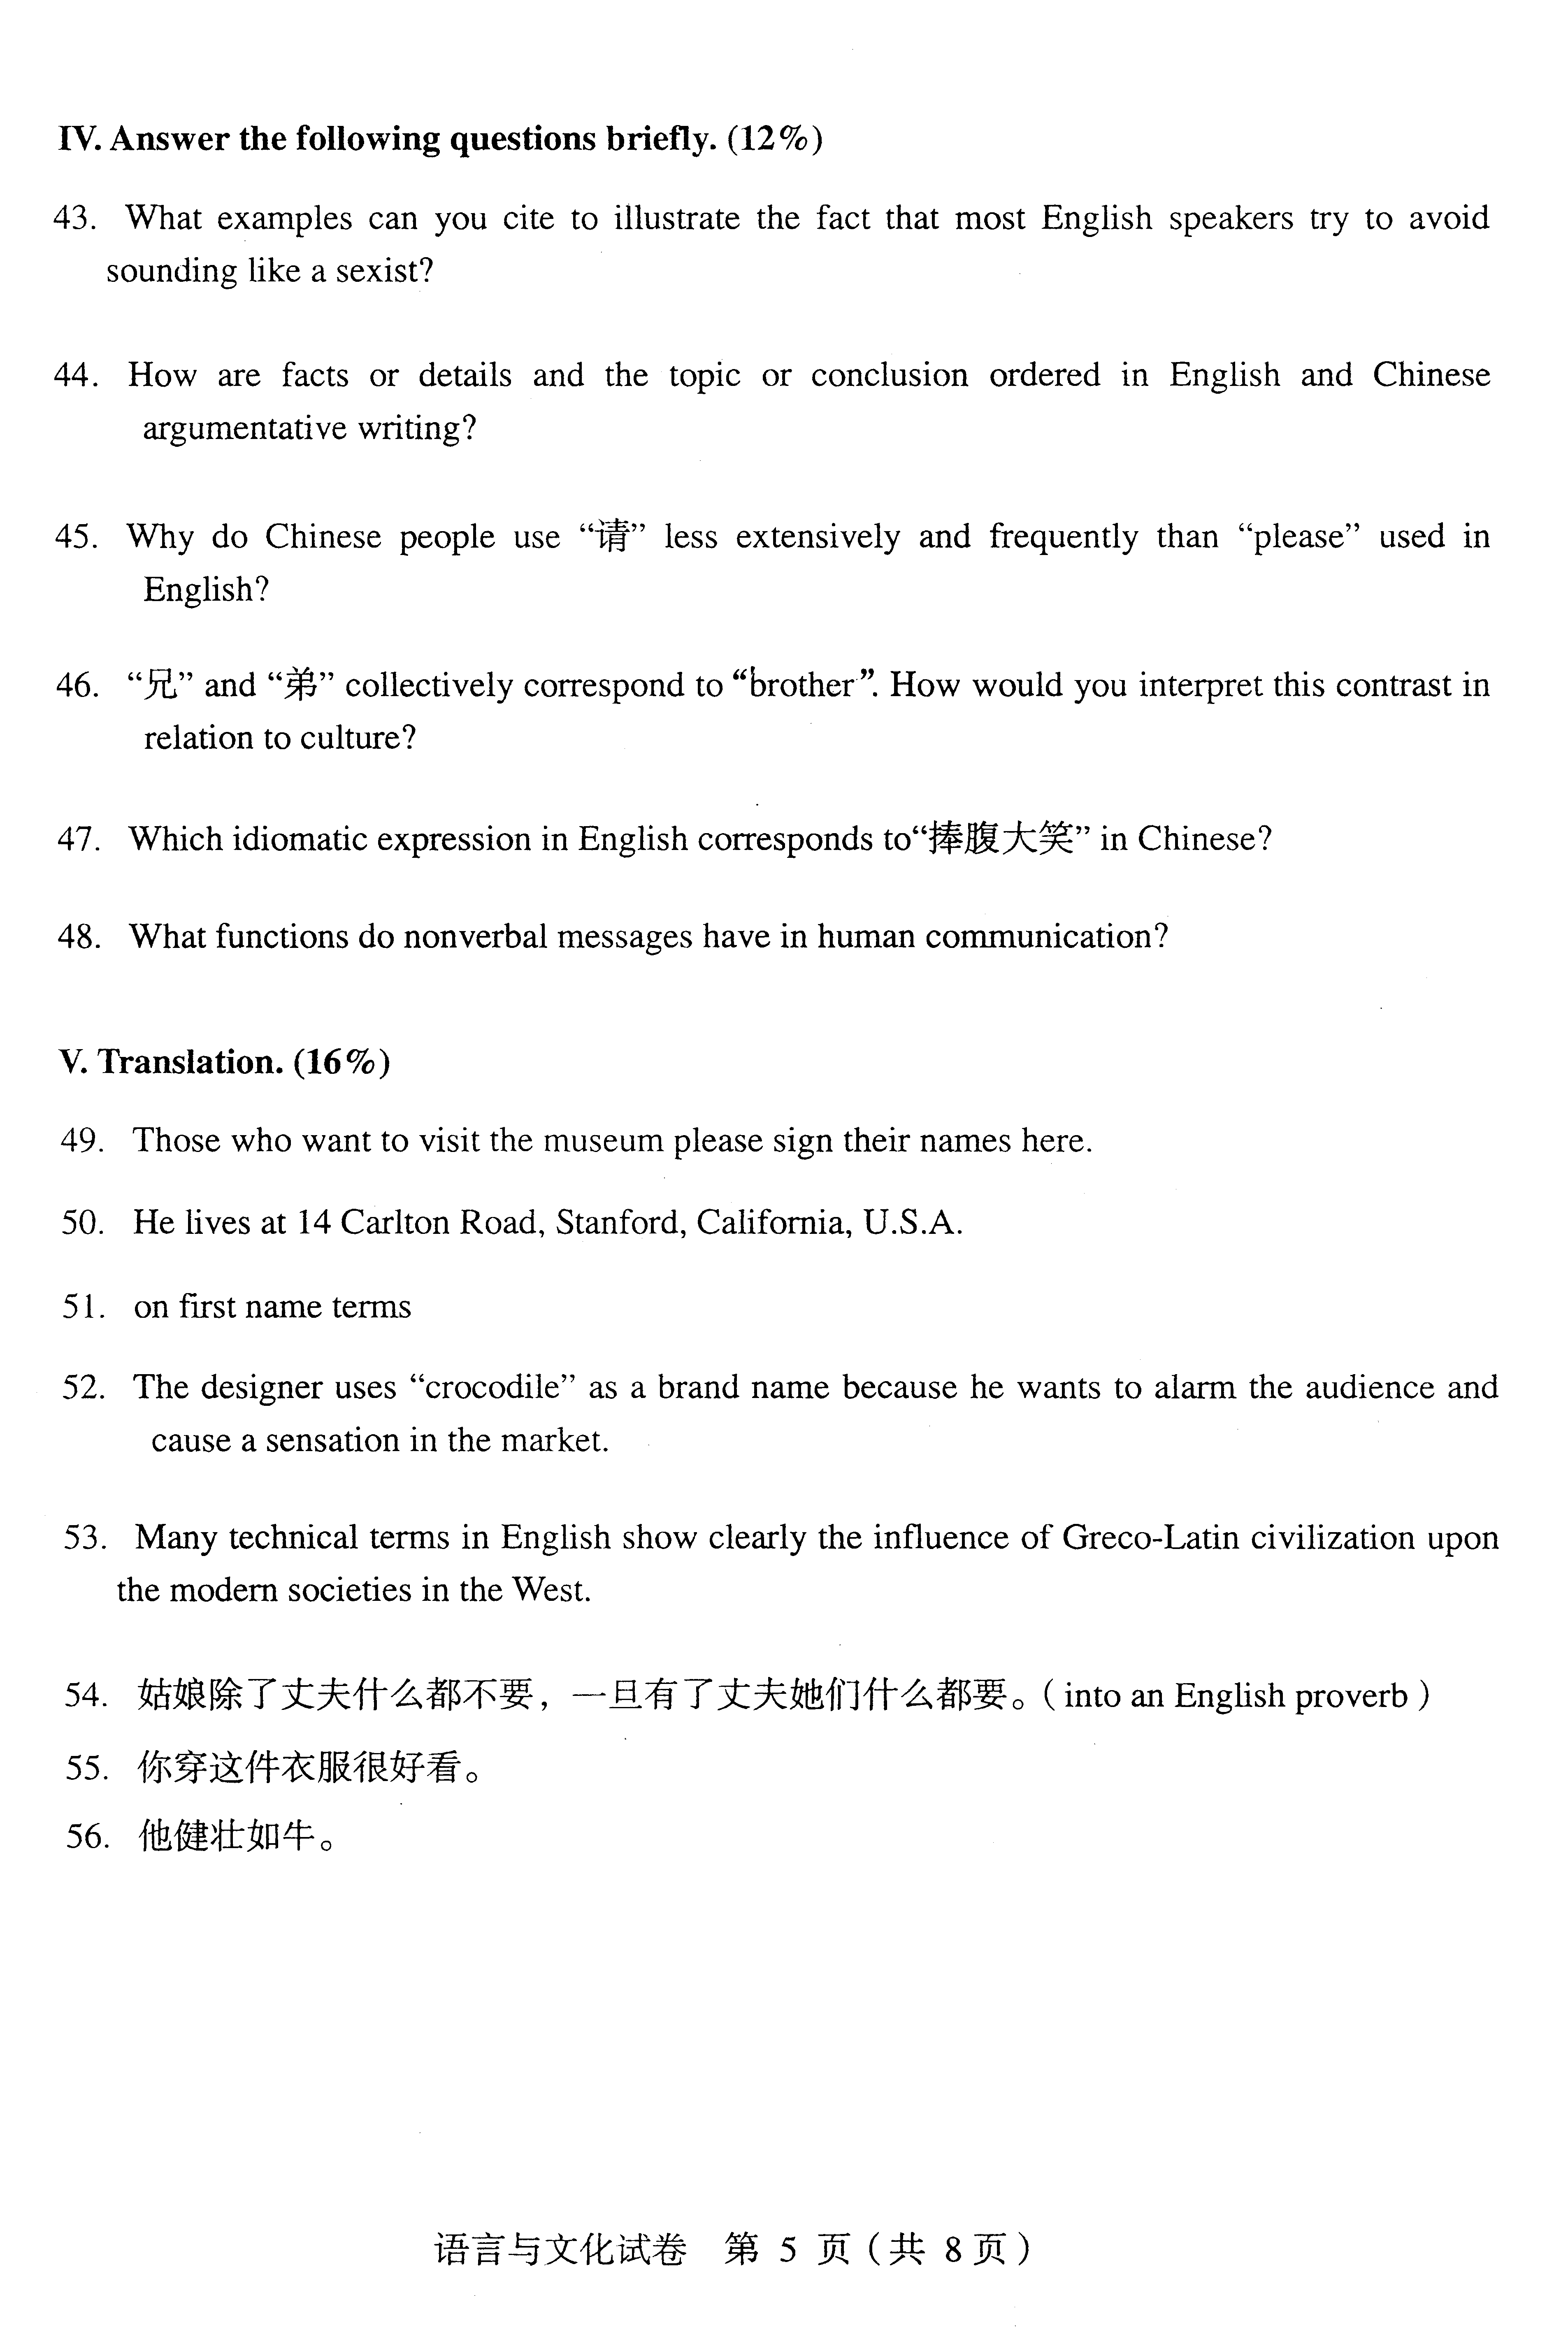 IV. Answer the following questions briefly. (12%)
43. What examples can you cite to illustrate the fact that most English speakers try to avoid
sounding like a sexist?
44. How are facts or details and the topic or conclusion ordered in English and Chinese
argumentative writing?
45. Why do Chinese people use “请” less extensively and frequently than “please” used in
English?
46. “兄” and “弟” collectively correspond to “brother”. How would you interpret this contrast in
relation to culture?
47. Which idiomatic expression in English corresponds to“捧腹大笑” in Chinese?
48. What functions do nonverbal messages have in human communication?
V. Translation. (16%)
49. Those who want to visit the museum please sign their names here.
50. He lives at 14 Carlton Road, Stanford, California, U.S.A.
51. on first name terms
52. The designer uses “crocodile” as a brand name because he wants to alarm the audience and
cause a sensation in the market.
53. Many technical terms in English show clearly the influence of Greco-Latin civilization upon
the modern societies in the West.
54. 姑娘除了丈夫什么都不要，一旦有了丈夫她们什么都要。（into an English proverb）
55. 你穿这件衣服很好看。
56. 他健壮如牛。
语言与文化试卷 第 5 页（共 8 页）